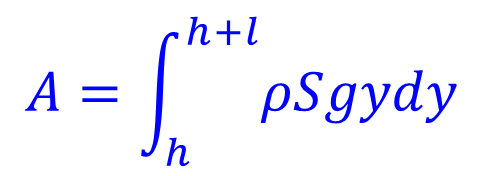 A = ∫_h^{h+l} ρSgydy